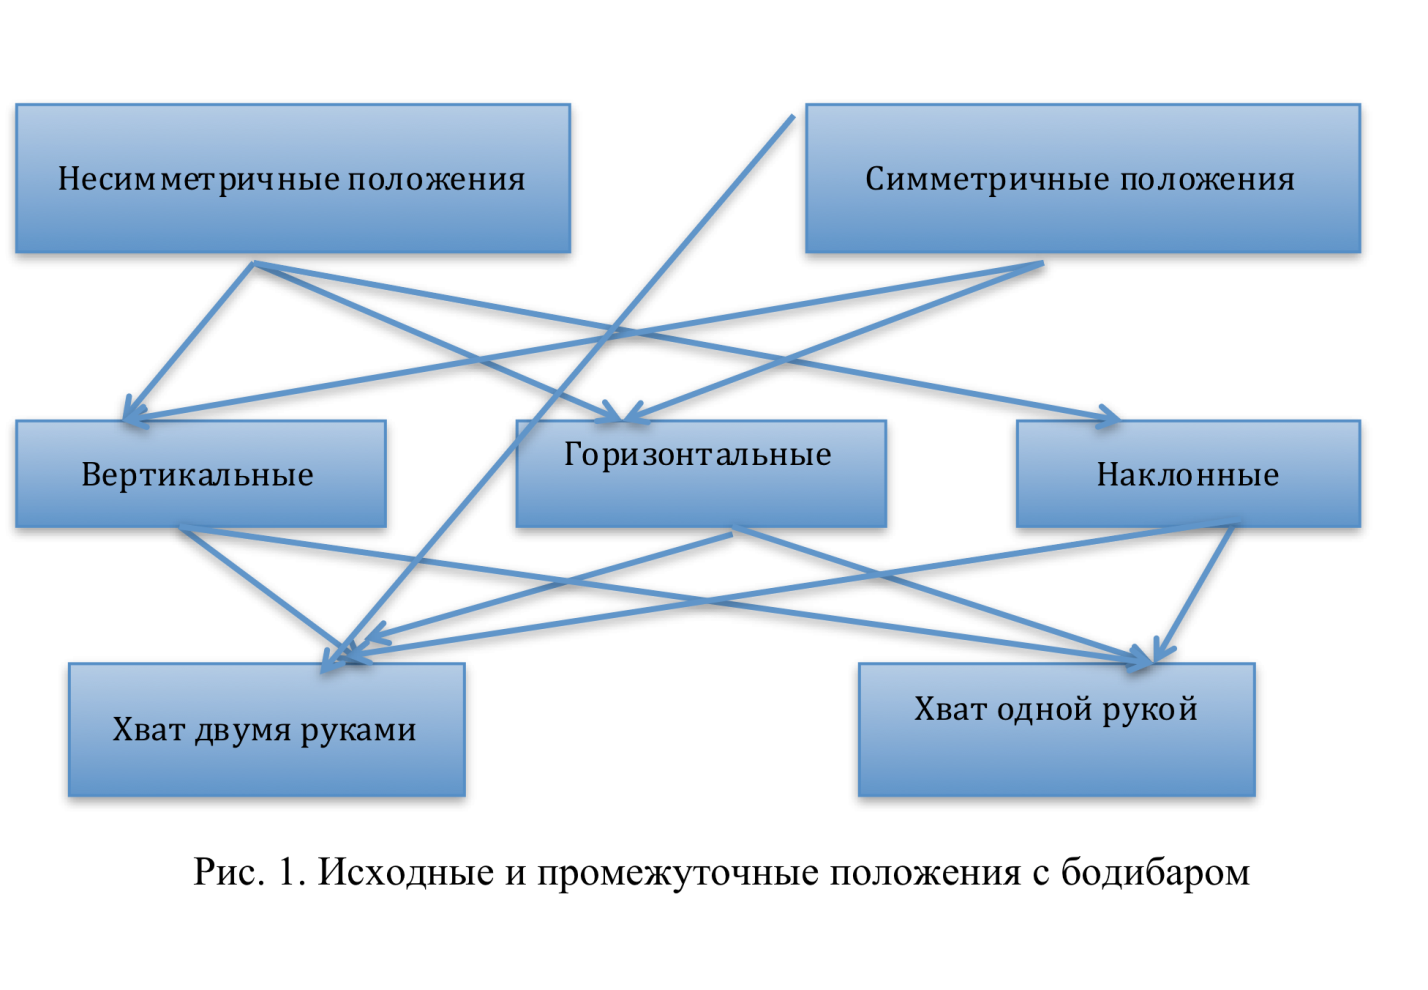 Несимметричные положения
Симметричные положения
Вертикальные
Горизонтальные
Наклонные
Хват двумя руками
Хват одной рукой
Рис. 1. Исходные и промежуточные положения с бодибаром